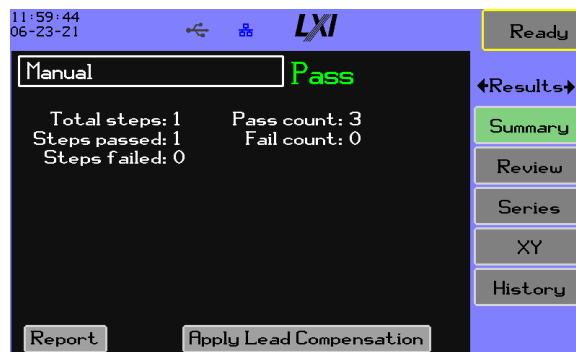 11:59:44
06-23-21
LXI
Ready
Manual
Pass
←Results→
Total steps: 1 Pass count: 3
Steps passed: 1 Fail count: 0
Steps failed: 0
Summary
Review
Series
XY
History
Report
Apply Lead Compensation